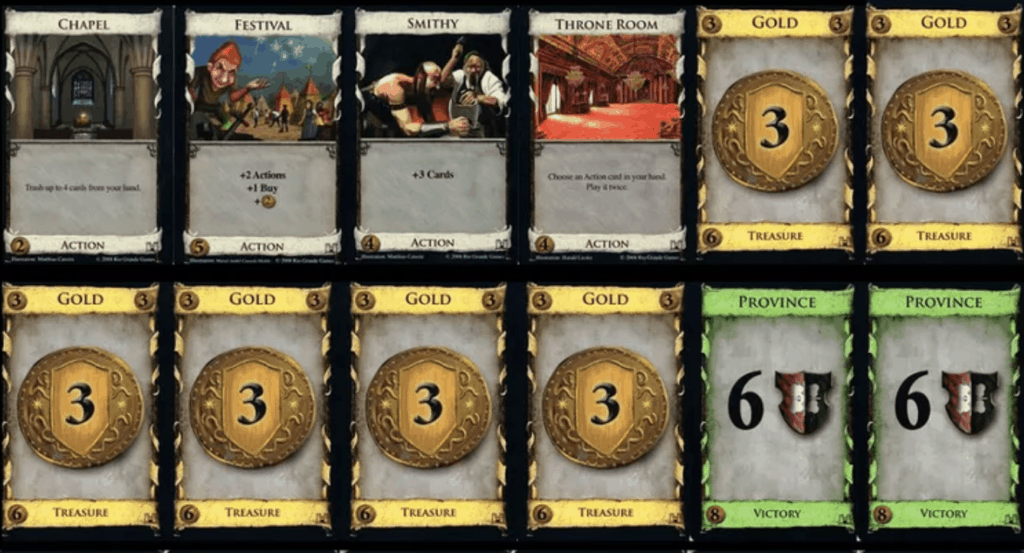 CHAPEL
Trash up to 4 cards from your hand.
2 ACTION
FESTIVAL
+2 Actions
+1 Buy
+
5 ACTION
SMITHY
+3 Cards
4 ACTION
THRONE ROOM
Choose an Action card in your hand.
Play it twice.
4 ACTION
3 GOLD 3
3
6 TREASURE
3 GOLD 3
3
6 TREASURE
3 GOLD 3
3
6 TREASURE
3 GOLD 3
3
6 TREASURE
3 GOLD 3
3
6 TREASURE
3 GOLD 3
3
6 TREASURE
PROVINCE
6
8 VICTORY
PROVINCE
6
8 VICTORY